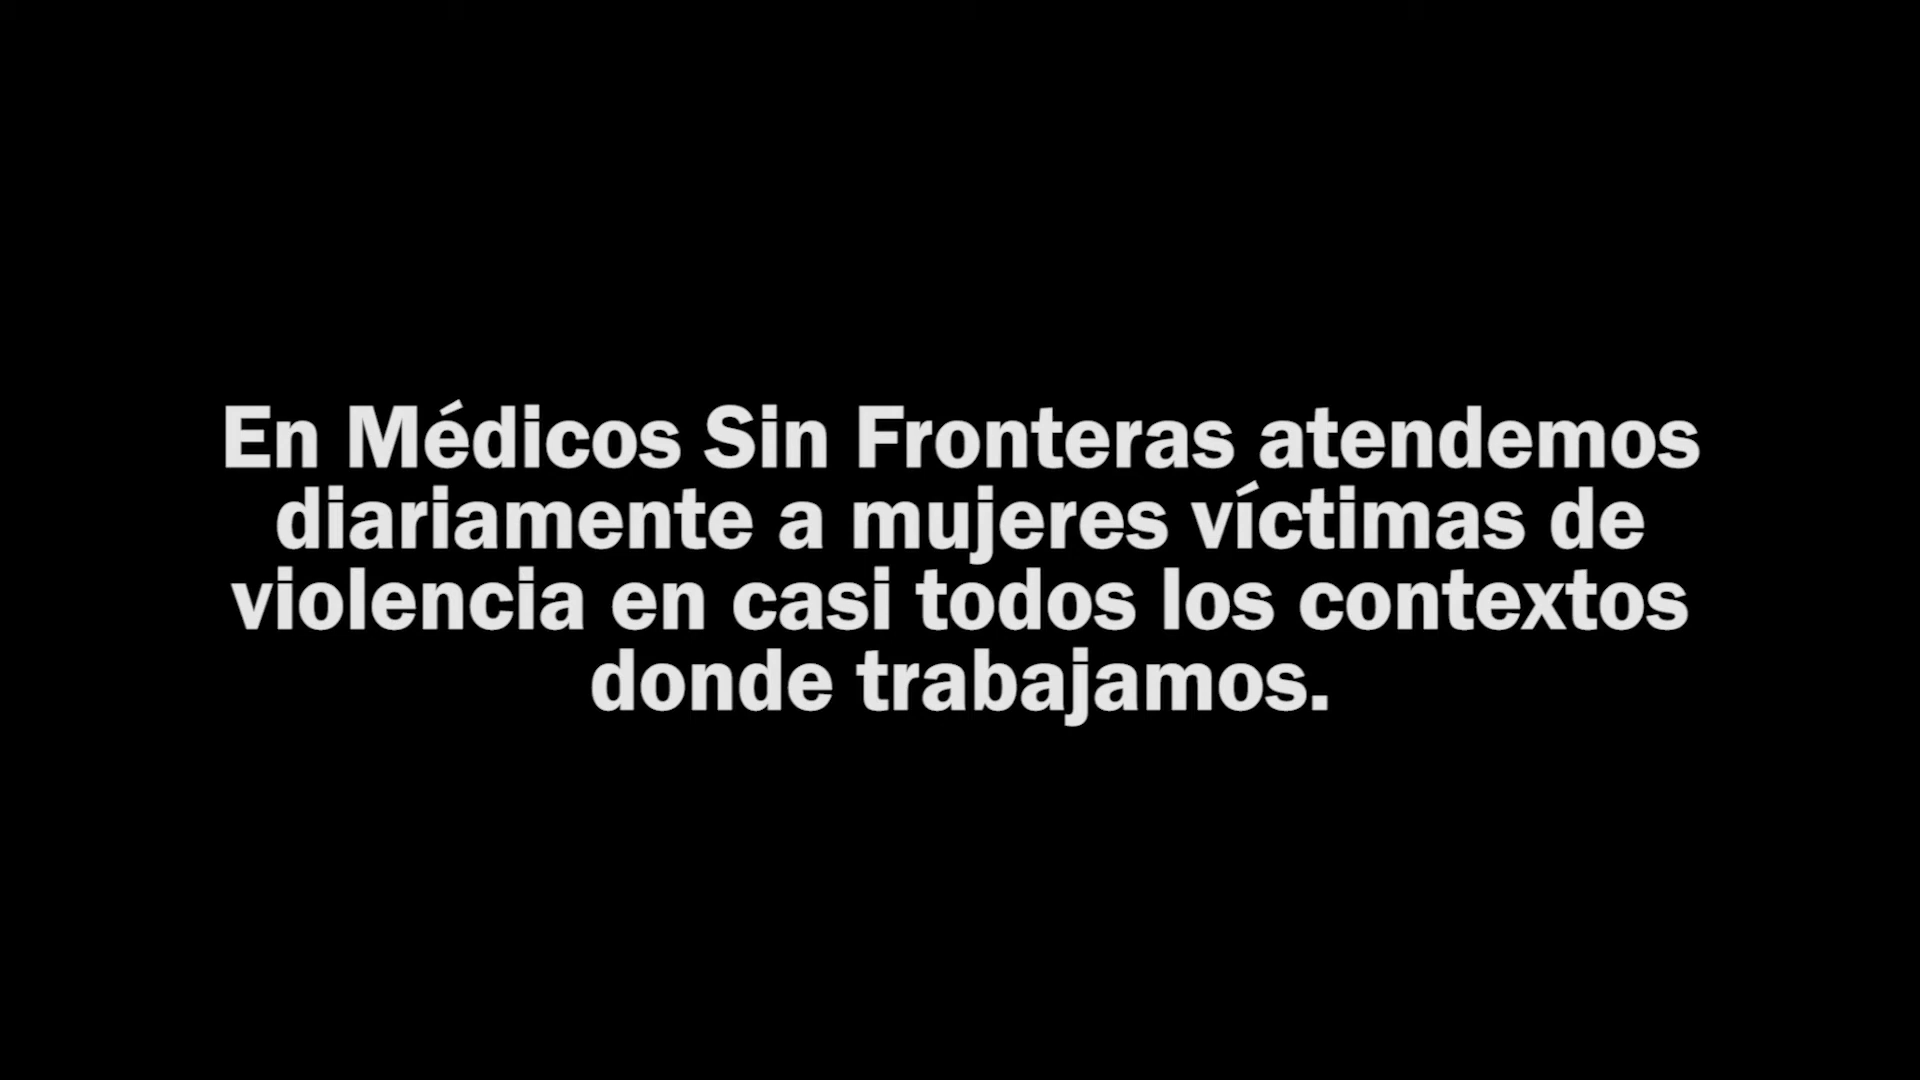 En Médicos Sin Fronteras atendemos
diariamente a mujeres víctimas de
violencia en casi todos los contextos
donde trabajamos.